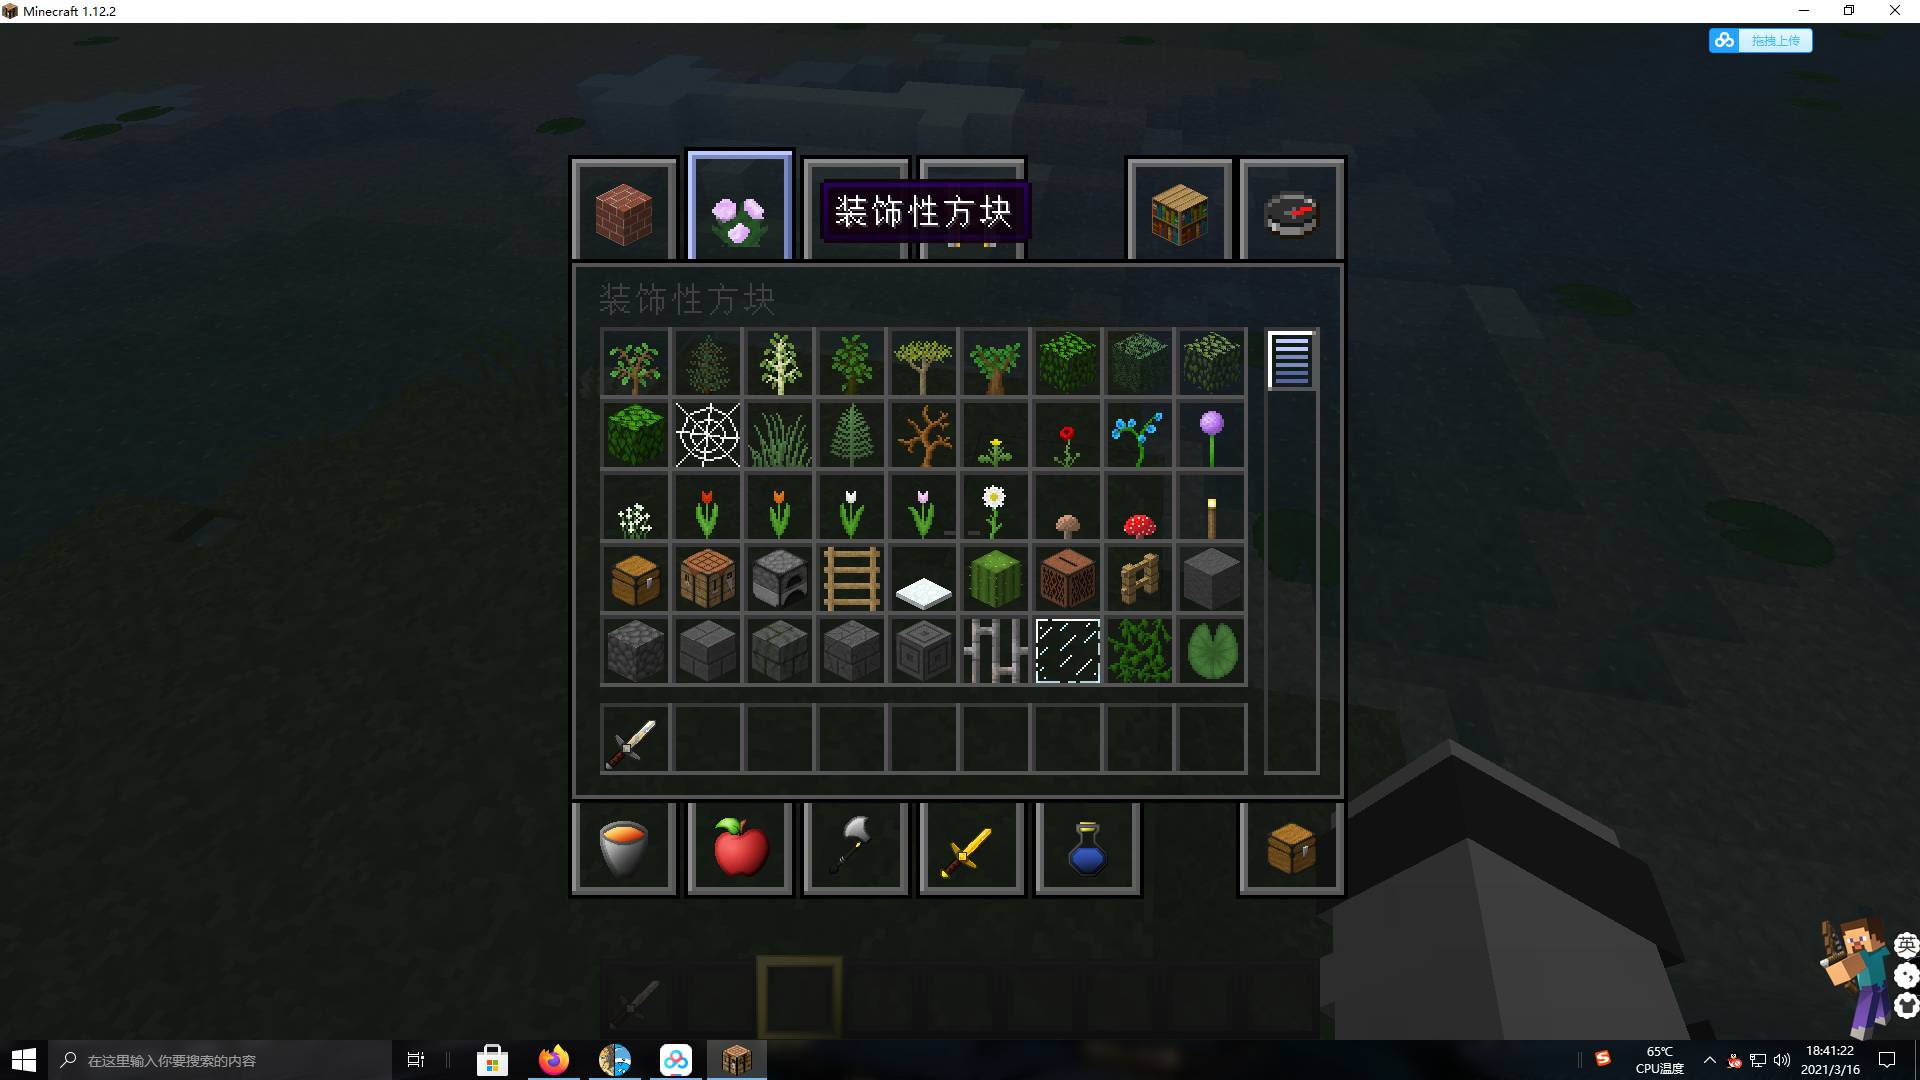 Minecraft 1.12.2
拖拽上传
装饰性方块
装饰性方块
英
在这里输入你要搜索的内容
65℃
CPU温度
18:41:22
2021/3/16